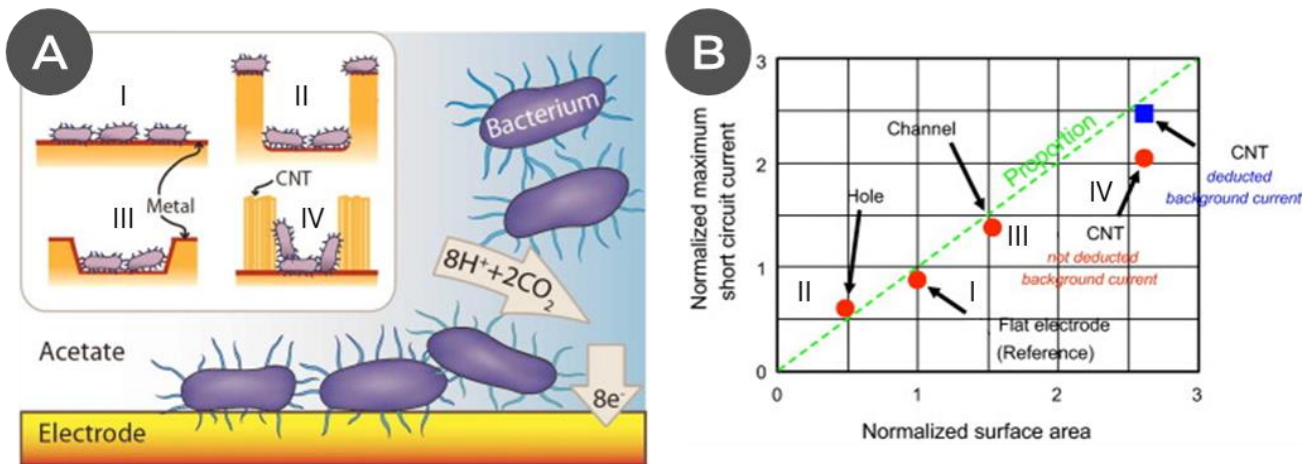 A
I
II
Bacterium
CNT
III
Metal
IV
8H⁺+2CO₂
Acetate
8e⁻
Electrode
B
Normalized maximum
short circuit current
3
2
1
0
0
1
2
3
Normalized surface area
Proportion
Channel
Hole
II
I
III
IV
Flat electrode
(Reference)
CNT
deducted
background current
CNT
not deducted
background current